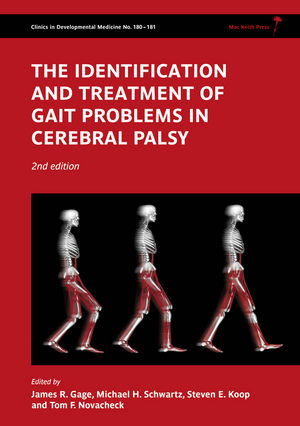 Clinics in Developmental Medicine No. 180–181
Mac Keith Press
THE IDENTIFICATION
AND TREATMENT OF
GAIT PROBLEMS IN
CEREBRAL PALSY
2nd edition
Edited by
James R. Gage, Michael H. Schwartz, Steven E. Koop
and Tom F. Novacheck